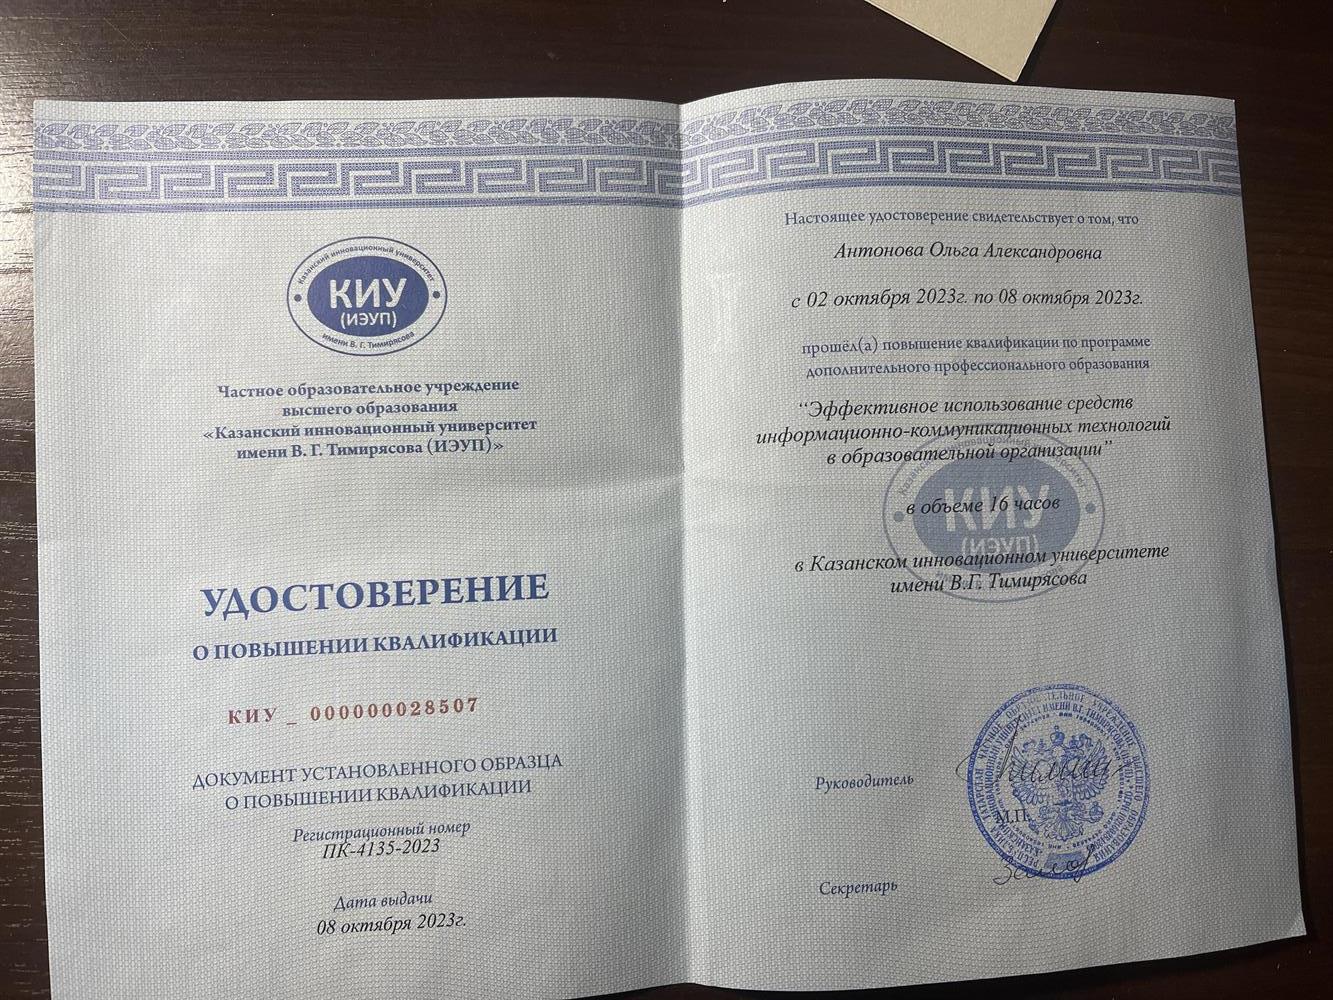 Казанский инновационный университет
КИУ
(ИЭУП)
имени В. Г. Тимирясова
Частное образовательное учреждение
высшего образования
«Казанский инновационный университет
имени В. Г. Тимирясова (ИЭУП)»
УДОСТОВЕРЕНИЕ
О ПОВЫШЕНИИ КВАЛИФИКАЦИИ
КИУ _ 000000028507
ДОКУМЕНТ УСТАНОВЛЕННОГО ОБРАЗЦА
О ПОВЫШЕНИИ КВАЛИФИКАЦИИ
Регистрационный номер
ПК-4135-2023
Дата выдачи
08 октября 2023г.
Настоящее удостоверение свидетельствует о том, что
Антонова Ольга Александровна
с 02 октября 2023г. по 08 октября 2023г.
прошёл(а) повышение квалификации по программе
дополнительного профессионального образования
“Эффективное использование средств
информационно-коммуникационных технологий
в образовательной организации”
КИУ
(ИЭУП)
в объеме 16 часов
в Казанском инновационном университете
имени В.Г. Тимирясова
Руководитель
М.П.
Секретарь